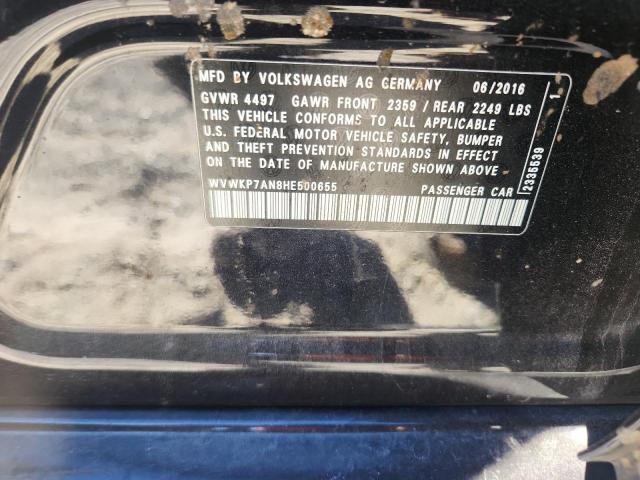 MFD BY VOLKSWAGEN AG GERMANY 06/2016
GVWR 4497 GAWR FRONT 2359 / REAR 2249 LBS
THIS VEHICLE CONFORMS TO ALL APPLICABLE
U.S. FEDERAL MOTOR VEHICLE SAFETY, BUMPER
AND THEFT PREVENTION STANDARDS IN EFFECT
ON THE DATE OF MANUFACTURE SHOWN ABOVE
WVWKP7AN8HE500655 PASSENGER CAR
2335539 1